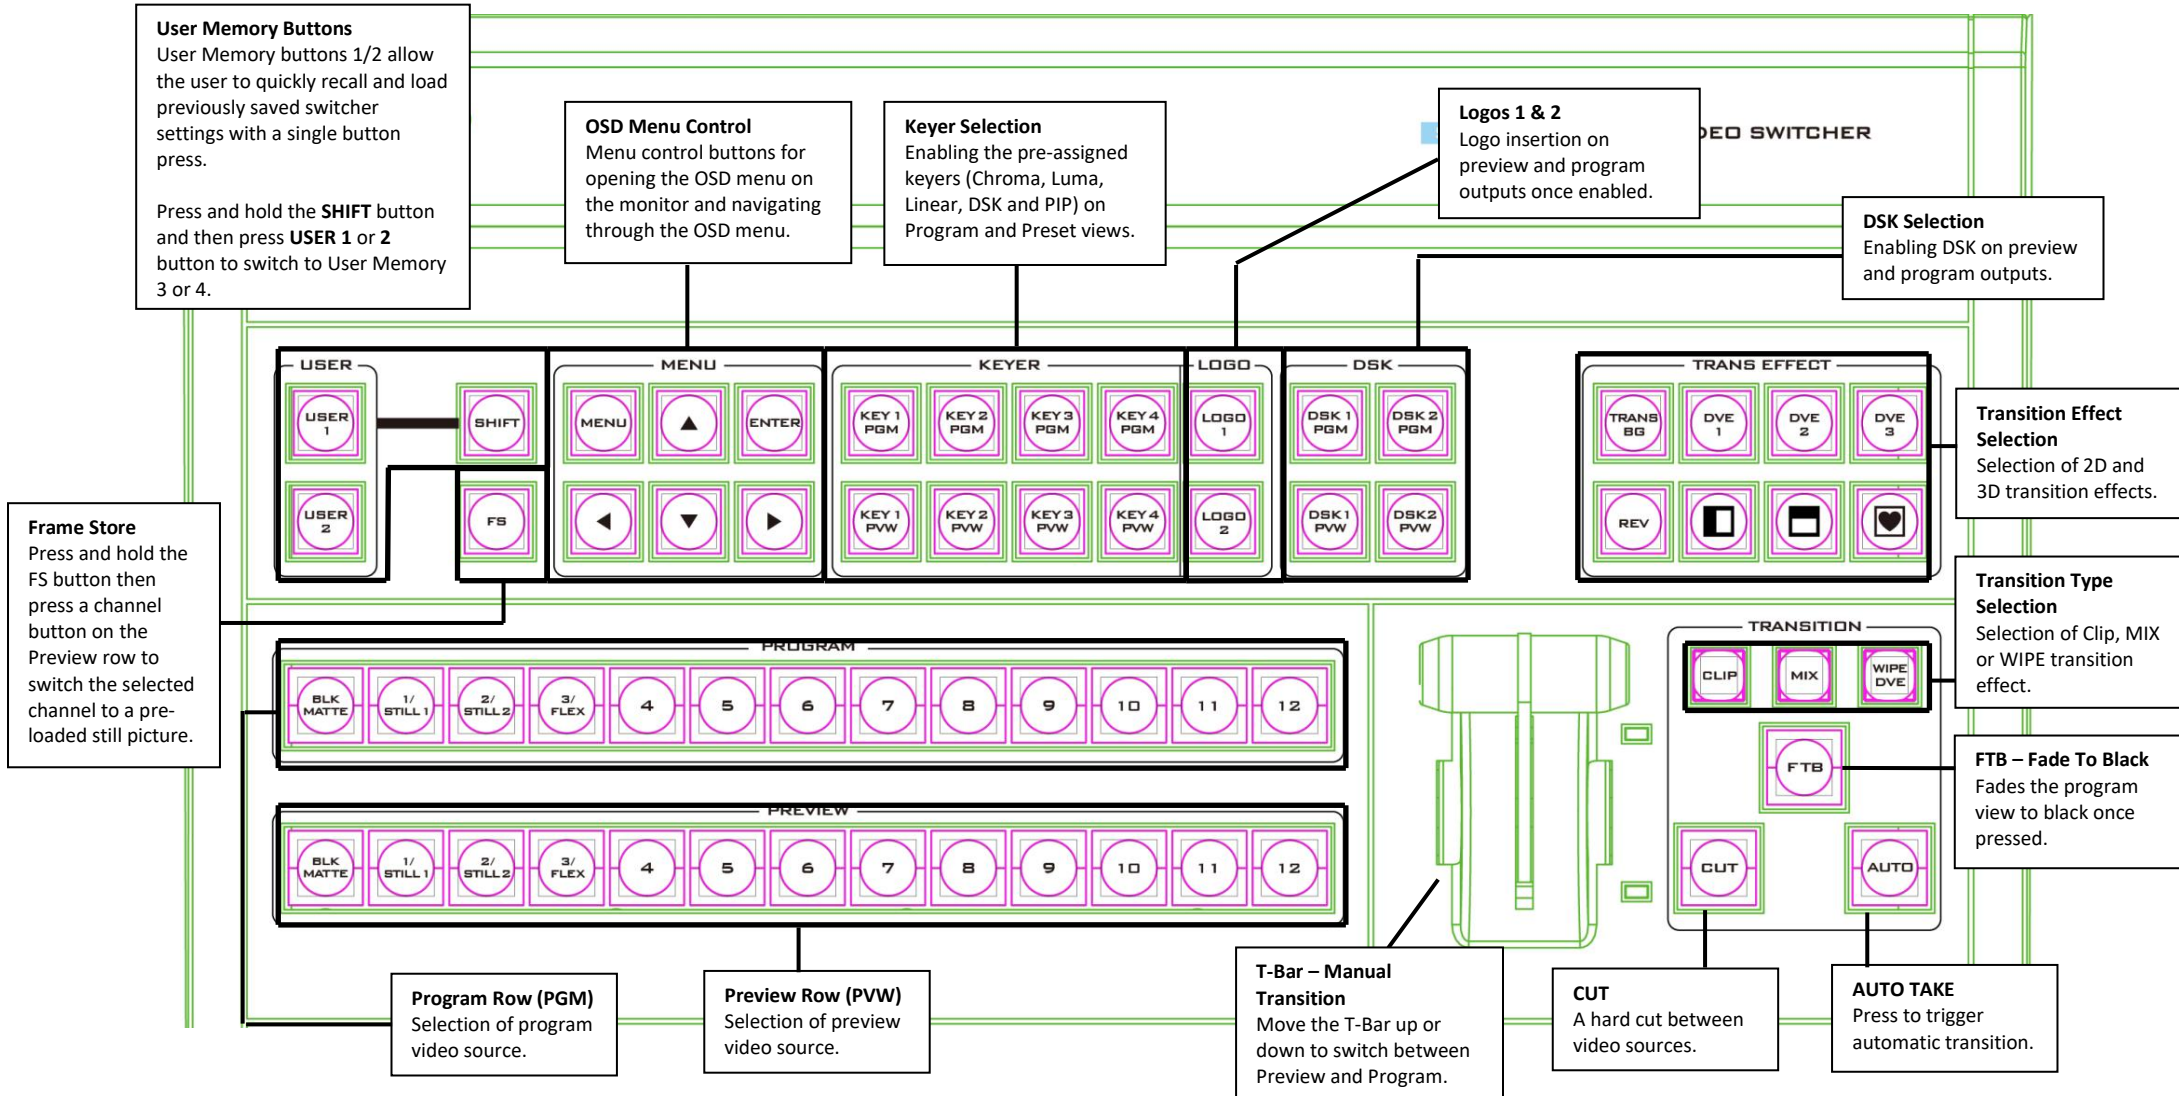 User Memory Buttons
User Memory buttons 1/2 allow
the user to quickly recall and load
previously saved switcher
settings with a single button
press.
Press and hold the SHIFT button
and then press USER 1 or 2
button to switch to User Memory
3 or 4.
OSD Menu Control
Menu control buttons for
opening the OSD menu on
the monitor and navigating
through the OSD menu.
Keyer Selection
Enabling the pre-assigned
keyers (Chroma, Luma,
Linear, DSK and PIP) on
Program and Preset views.
Logos 1 & 2
Logo insertion on
preview and program
outputs once enabled.
SWITCHER
DSK Selection
Enabling DSK on preview
and program outputs.
USER
MENU
KEYER
LOGO
DSK
TRANS EFFECT
USER 1
SHIFT
MENU
▲
ENTER
KEY 1 PGM
KEY 2 PGM
KEY 3 PGM
KEY 4 PGM
LOGO 1
DSK 1 PGM
DSK 2 PGM
TRANS BG
DVE 1
DVE 2
DVE 3
USER 2
FS
◀
▼
▶
KEY 1 PVW
KEY 2 PVW
KEY 3 PVW
KEY 4 PVW
LOGO 2
DSK 1 PVW
DSK2 PVW
REV
Transition Effect
Selection
Selection of 2D and
3D transition effects.
Frame Store
Press and hold the
FS button then
press a channel
button on the
Preview row to
switch the selected
channel to a pre-
loaded still picture.
Transition Type
Selection
Selection of Clip, MIX
or WIPE transition
effect.
PROGRAM
BLK MATTE
1/ STILL 1
2/ STILL 2
3/ FLEX
4
5
6
7
8
9
10
11
12
TRANSITION
CLIP
MIX
WIPE DVE
FTB
FTB – Fade To Black
Fades the program
view to black once
pressed.
PREVIEW
BLK MATTE
1/ STILL 1
2/ STILL 2
3/ FLEX
4
5
6
7
8
9
10
11
12
CUT
AUTO
Program Row (PGM)
Selection of program
video source.
Preview Row (PVW)
Selection of preview
video source.
T-Bar – Manual
Transition
Move the T-Bar up or
down to switch between
Preview and Program.
CUT
A hard cut between
video sources.
AUTO TAKE
Press to trigger
automatic transition.